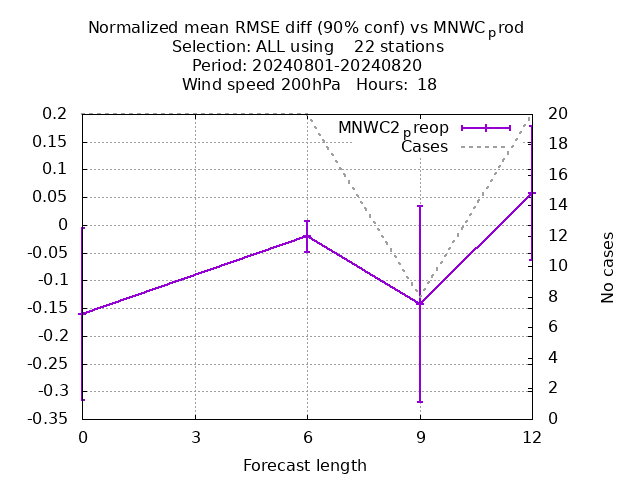 Normalized mean RMSE diff (90% conf) vs MNWCprod
Selection: ALL using 22 stations
Period: 20240801-20240820
Wind speed 200hPa Hours: 18
0.2
0.15
0.1
0.05
0
-0.05
-0.1
-0.15
-0.2
-0.25
-0.3
-0.35
MNWC2preop
Cases
20
18
16
14
12
10
8
6
4
2
0
No cases
0 3 6 9 12
Forecast length